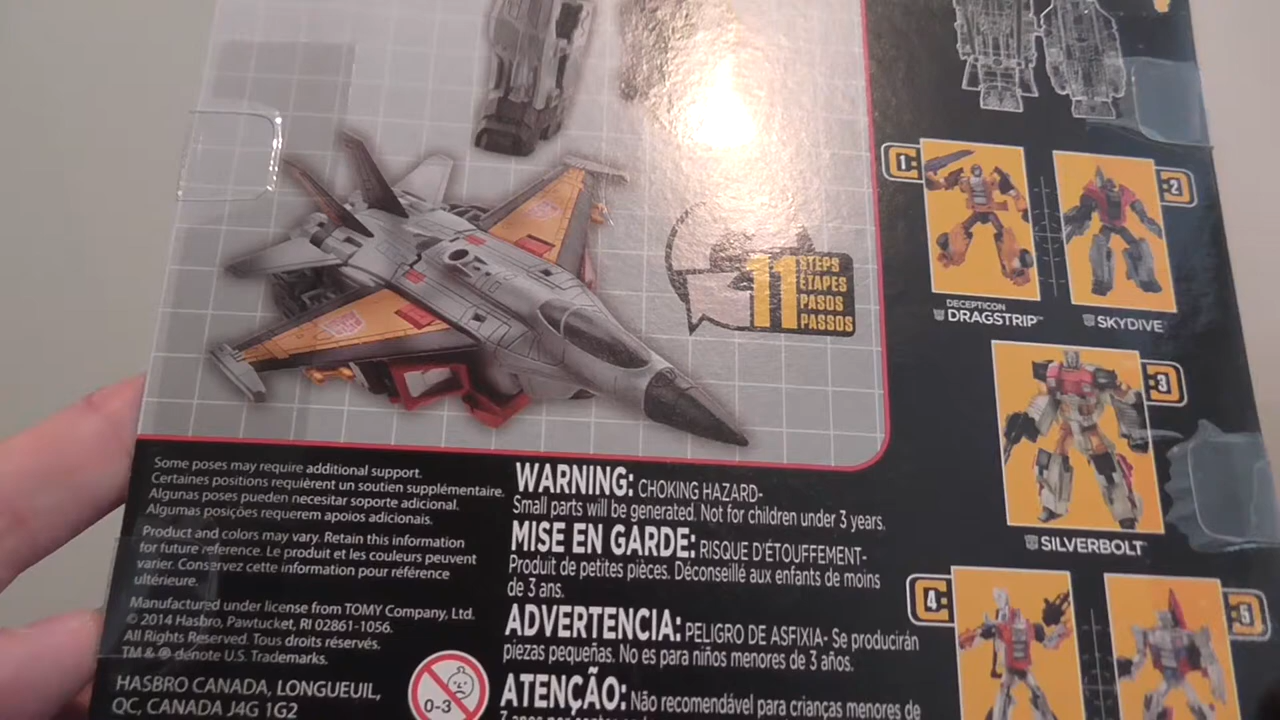 11 STEPS
ÉTAPES
PASOS
PASSOS
1
2
DECEPTICON
DRAGSTRIP™
SKYDIVE™
3
SILVERBOLT™
4
5
Some poses may require additional support.
Certaines positions requièrent un soutien supplémentaire.
Algunas poses pueden necesitar soporte adicional.
Algumas posições requerem apoios adicionais.
Product and colors may vary. Retain this information
for future reference. Le produit et les couleurs peuvent
varier. Conservez cette information pour référence
ultérieure.
Manufactured under license from TOMY Company, Ltd.
© 2014 Hasbro, Pawtucket, RI 02861-1056.
All Rights Reserved. Tous droits réservés.
TM & ® denote U.S. Trademarks.
HASBRO CANADA, LONGUEUIL,
QC, CANADA J4G 1G2
0-3
WARNING: CHOKING HAZARD-
Small parts will be generated. Not for children under 3 years.
MISE EN GARDE: RISQUE D'ÉTOUFFEMENT-
Produit de petites pièces. Déconseillé aux enfants de moins
de 3 ans.
ADVERTENCIA: PELIGRO DE ASFIXIA- Se producirán
piezas pequeñas. No es para niños menores de 3 años.
ATENÇÃO: Não recomendável para crianças menores de
3 anos por